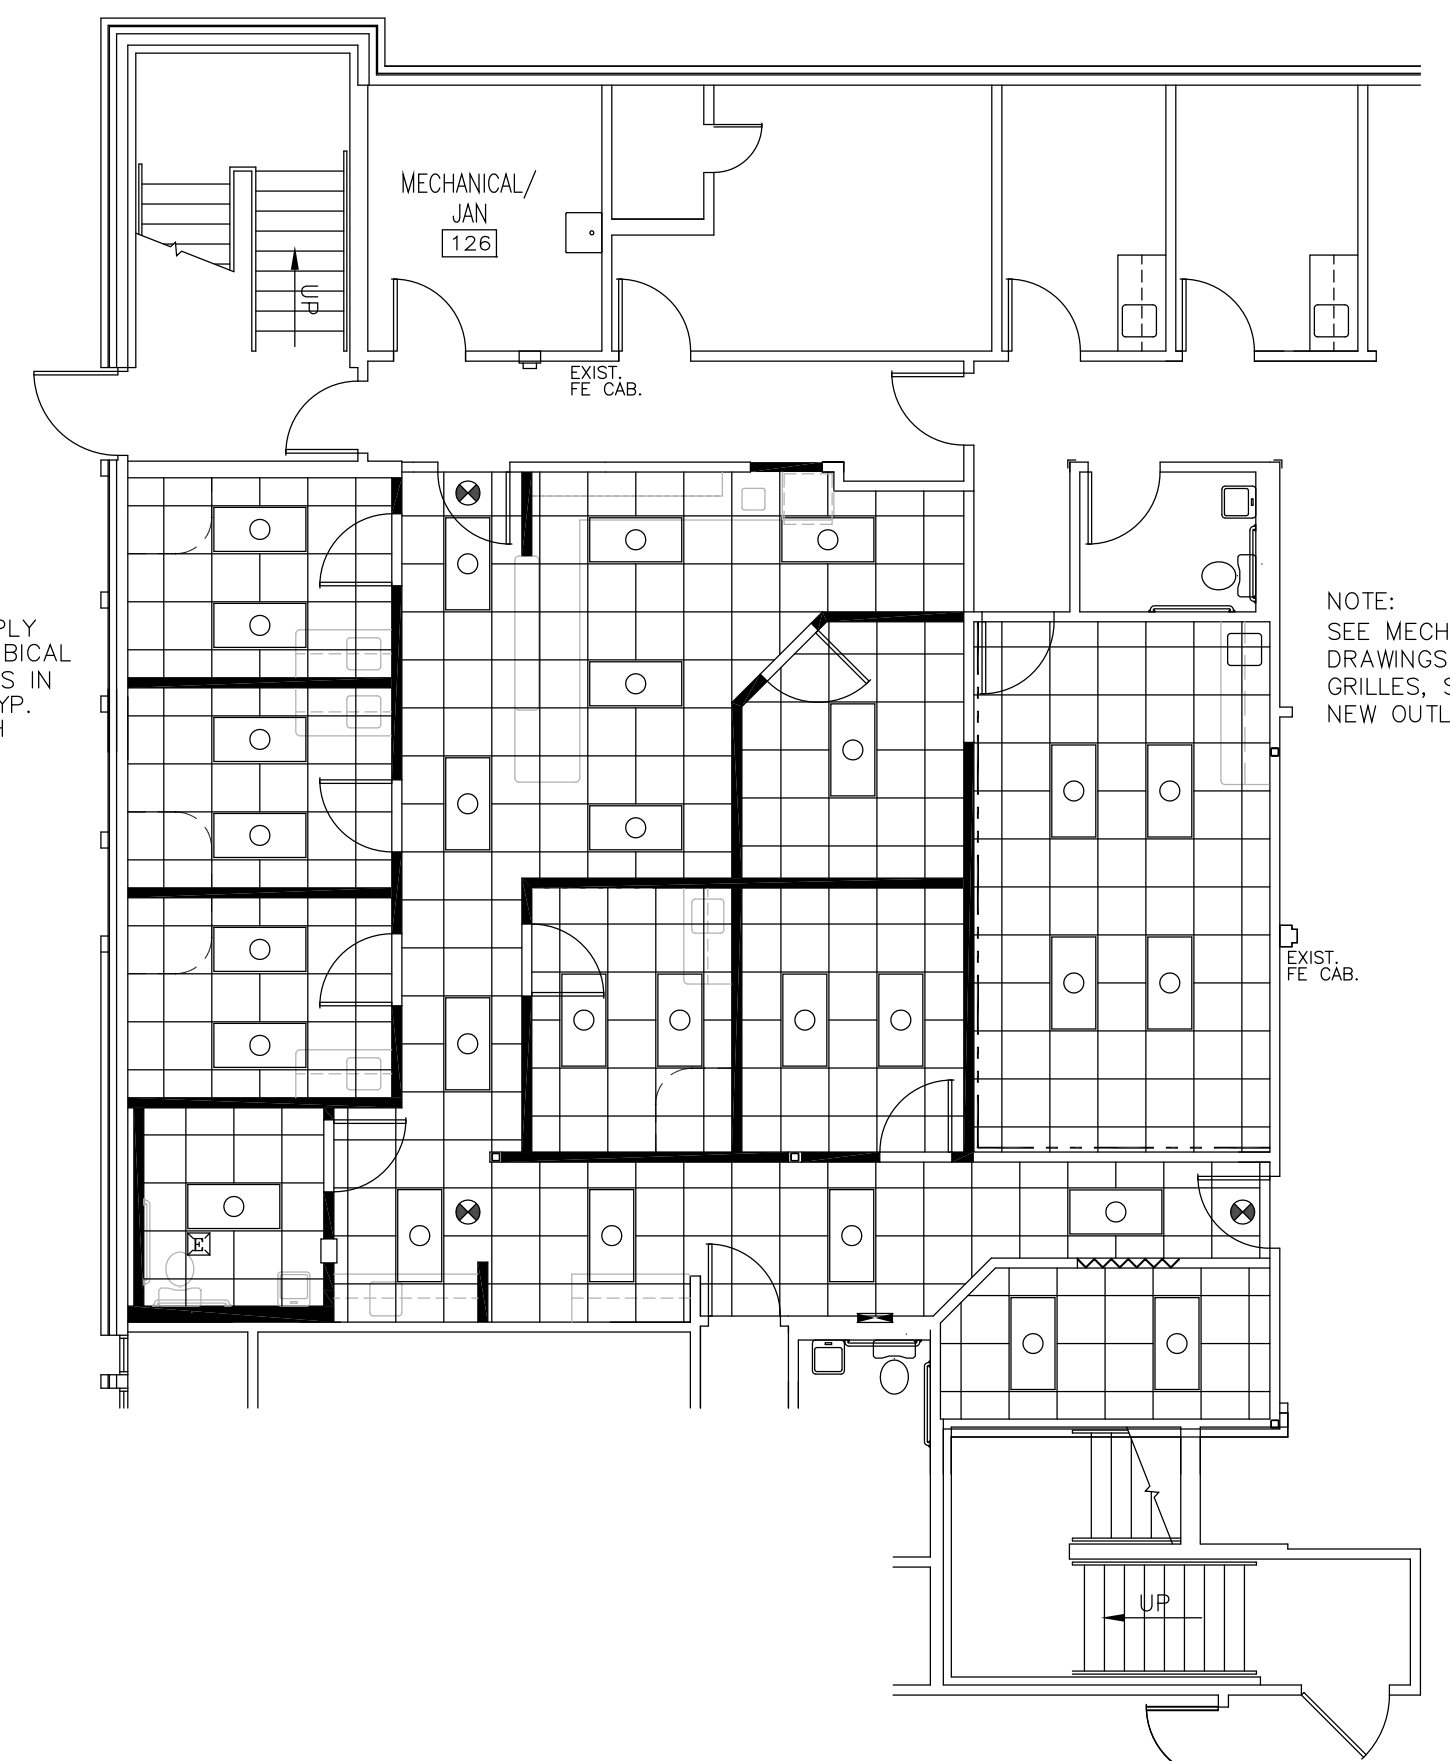 MECHANICAL/
JAN
126
UP
EXIST.
FE CAB.
PLY
BICAL
S IN
YP.
H
NOTE:
SEE MECH
DRAWINGS
GRILLES, S
NEW OUTL
EXIST.
FE CAB.
E
UP